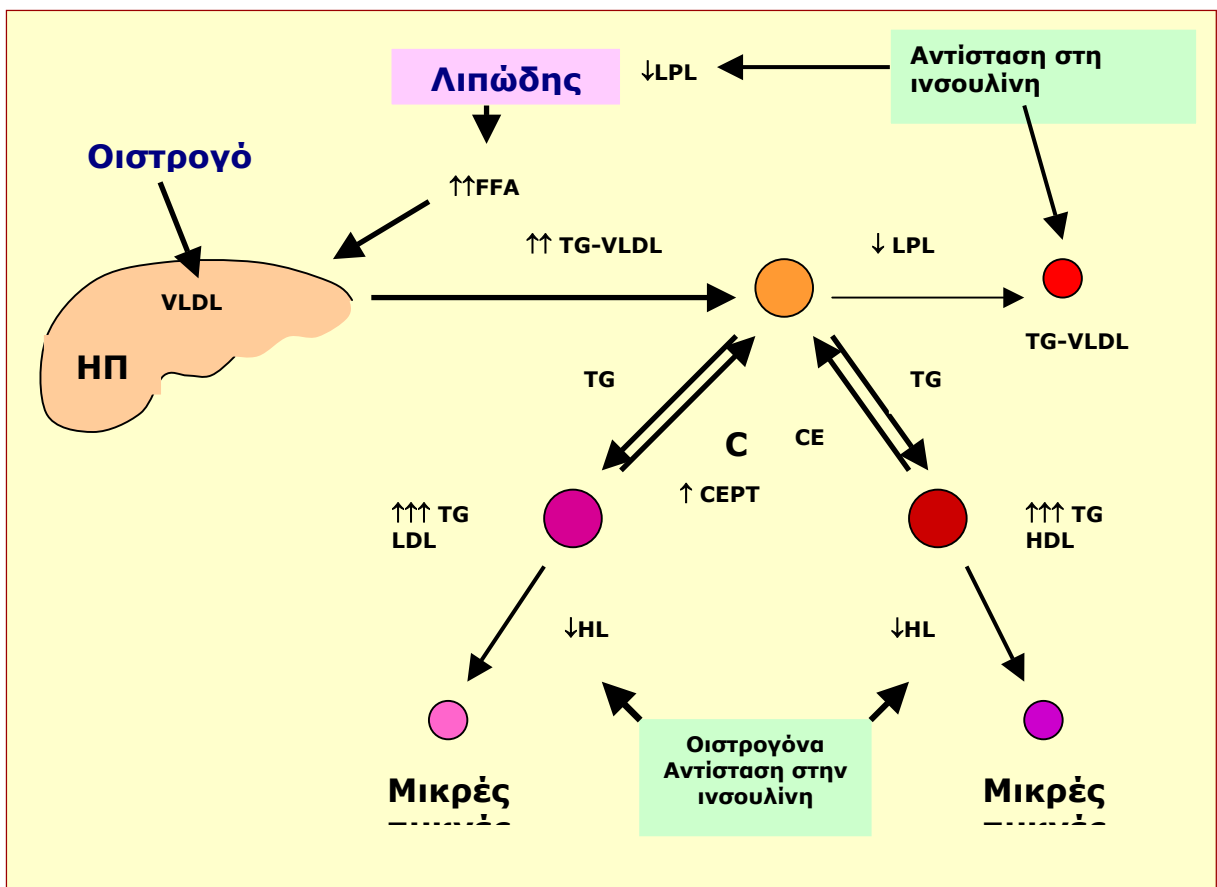 Λιπώδης
↓LPL
Αντίσταση στη
ινσουλίνη
Οιστρογό
↑↑FFA
↑↑ TG-VLDL
↓ LPL
VLDL
ΗΠ
TG-VLDL
TG
TG
C
CE
↑ CEPT
↑↑↑ TG
LDL
↑↑↑ TG
HDL
↓HL
↓HL
Οιστρογόνα
Αντίσταση στην
ινσουλίνη
Μικρές
Μικρές